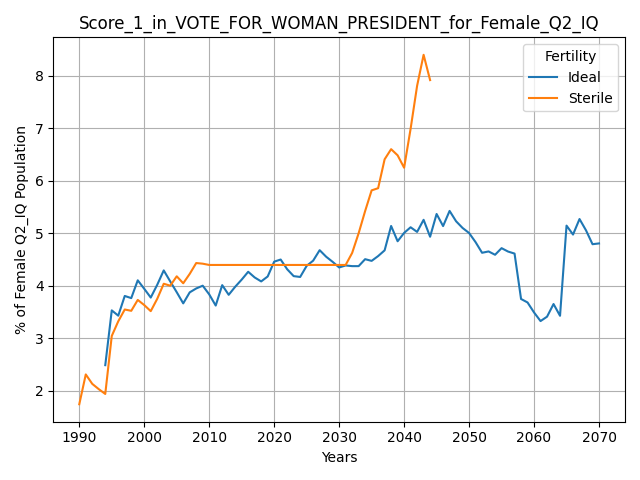 Score_1_in_VOTE_FOR_WOMAN_PRESIDENT_for_Female_Q2_IQ
Fertility
Ideal
Sterile
% of Female Q2_IQ Population
8
7
6
5
4
3
2
1990 2000 2010 2020 2030 2040 2050 2060 2070
Years